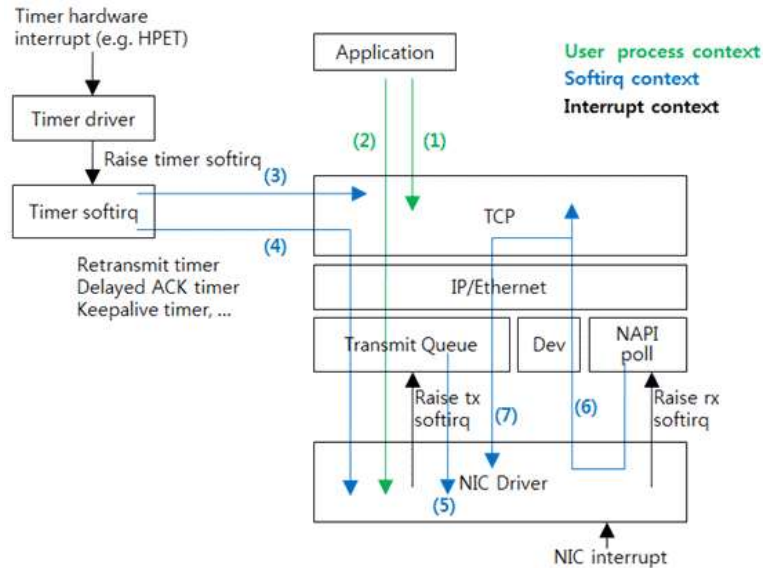 Timer hardware
interrupt (e.g. HPET)
Application
User process context
Softirq context
Interrupt context
Timer driver
Raise timer softirq
(2)
(1)
(3)
Timer softirq
TCP
(4)
Retransmit timer
Delayed ACK timer
Keepalive timer, ...
IP/Ethernet
Transmit Queue
Dev
NAPI
poll
Raise tx
softirq
(7)
(6)
Raise rx
softirq
NIC Driver
(5)
NIC interrupt